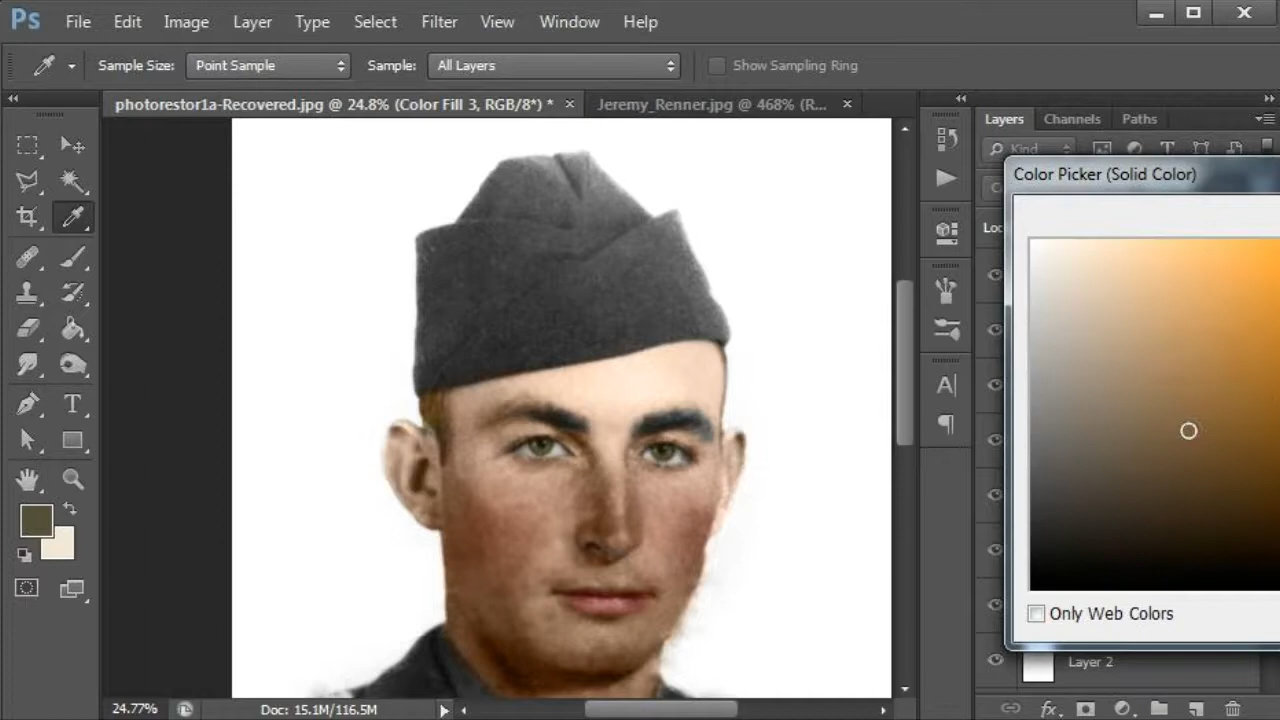 Ps File Edit Image Layer Type Select Filter View Window Help
Sample Size: Point Sample Sample: All Layers Show Sampling Ring
photorestor1a-Recovered.jpg @ 24.8% (Color Fill 3, RGB/8*) * × Jeremy_Renner.jpg @ 468% (R... ×
Layers Channels Paths
Kind
Color Picker (Solid Color)
Only Web Colors
Layer 2
24.77% Doc: 15.1M/116.5M